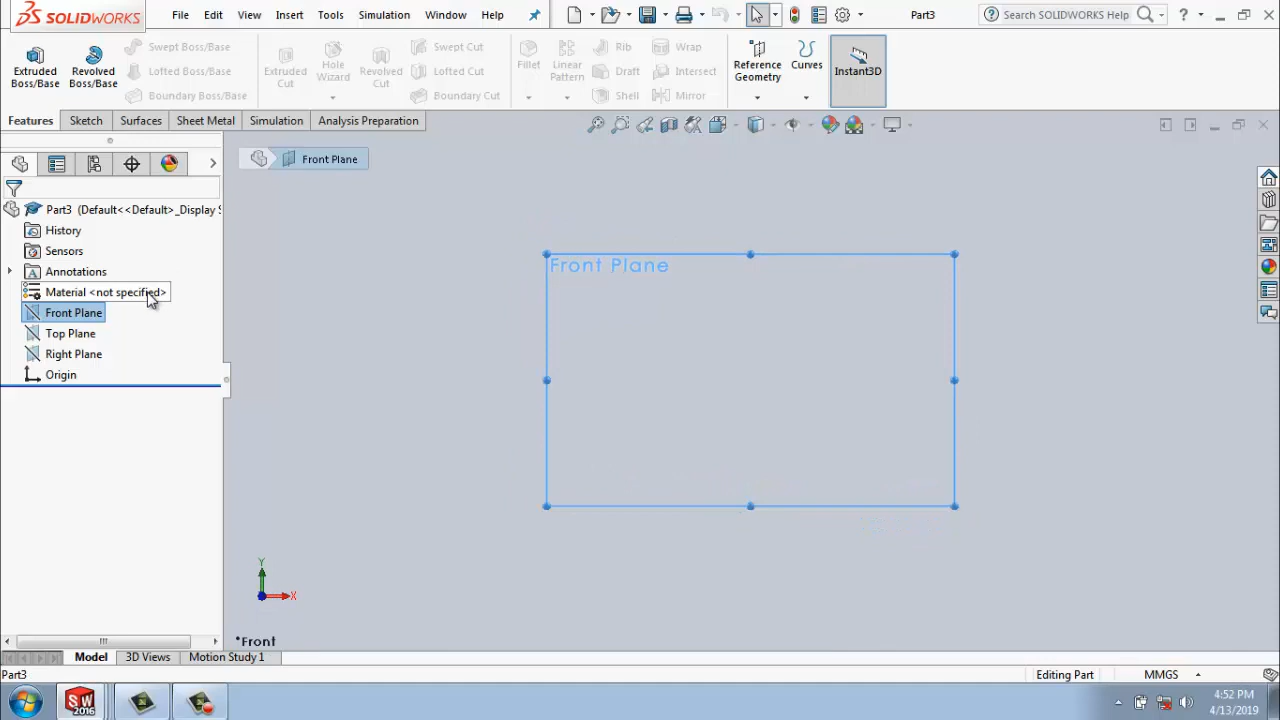 SOLIDWORKS File Edit View Insert Tools Simulation Window Help Part3 Search SOLIDWORKS Help
Extruded Boss/Base
Revolved Boss/Base
Swept Boss/Base
Lofted Boss/Base
Boundary Boss/Base
Extruded Cut
Hole Wizard
Revolved Cut
Swept Cut
Lofted Cut
Boundary Cut
Fillet
Linear Pattern
Rib
Draft
Shell
Wrap
Intersect
Mirror
Reference Geometry
Curves
Instant3D
Features Sketch Surfaces Sheet Metal Simulation Analysis Preparation
Front Plane
Part3 (Default<<Default>_Display S
History
Sensors
Annotations
Material <not specified>
Front Plane
Top Plane
Right Plane
Origin
Front Plane
Y
X
*Front
Model 3D Views Motion Study 1
Part3 Editing Part MMGS
SW 2016
4:52 PM
4/13/2019